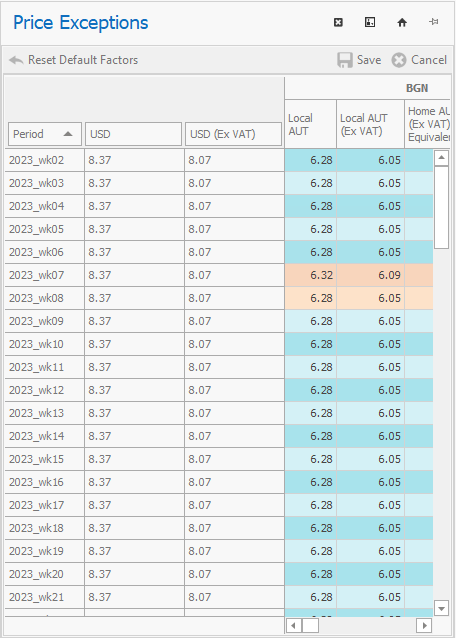 Price Exceptions
Reset Default Factors
Save
Cancel
BGN
Local AUT
Local AUT (Ex VAT)
Home AU (Ex VAT) Equivalen
Period USD USD (Ex VAT)
2023_wk02 8.37 8.07 6.28 6.05
2023_wk03 8.37 8.07 6.28 6.05
2023_wk04 8.37 8.07 6.28 6.05
2023_wk05 8.37 8.07 6.28 6.05
2023_wk06 8.37 8.07 6.28 6.05
2023_wk07 8.37 8.07 6.32 6.09
2023_wk08 8.37 8.07 6.28 6.05
2023_wk09 8.37 8.07 6.28 6.05
2023_wk10 8.37 8.07 6.28 6.05
2023_wk11 8.37 8.07 6.28 6.05
2023_wk12 8.37 8.07 6.28 6.05
2023_wk13 8.37 8.07 6.28 6.05
2023_wk14 8.37 8.07 6.28 6.05
2023_wk15 8.37 8.07 6.28 6.05
2023_wk16 8.37 8.07 6.28 6.05
2023_wk17 8.37 8.07 6.28 6.05
2023_wk18 8.37 8.07 6.28 6.05
2023_wk19 8.37 8.07 6.28 6.05
2023_wk20 8.37 8.07 6.28 6.05
2023_wk21 8.37 8.07 6.28 6.05